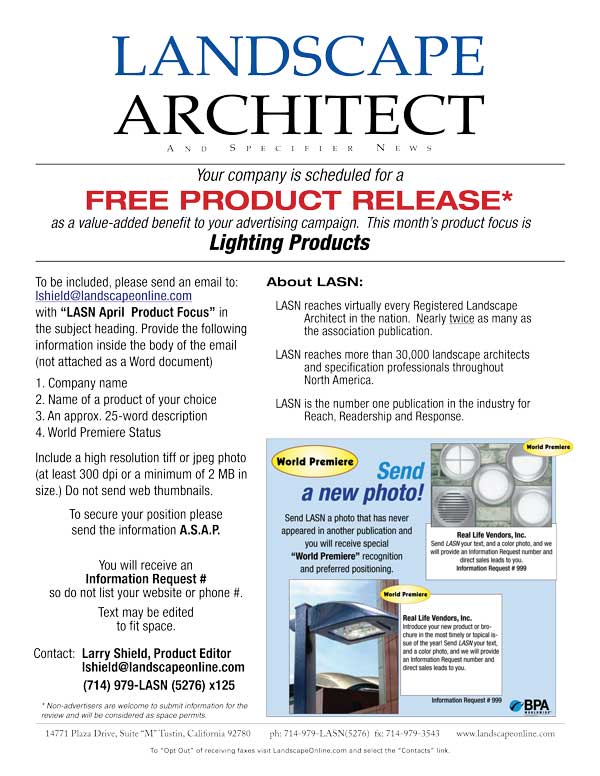 LANDSCAPE
ARCHITECT
AND SPECIFIER NEWS
Your company is scheduled for a
FREE PRODUCT RELEASE*
as a value-added benefit to your advertising campaign. This month's product focus is
Lighting Products
To be included, please send an email to:
lshield@landscapeonline.com
with “LASN April Product Focus” in
the subject heading. Provide the following
information inside the body of the email
(not attached as a Word document)
1. Company name
2. Name of a product of your choice
3. An approx. 25-word description
4. World Premiere Status
Include a high resolution tiff or jpeg photo
(at least 300 dpi or a minimum of 2 MB in
size.) Do not send web thumbnails.
To secure your position please
send the information A.S.A.P.
You will receive an
Information Request #
so do not list your website or phone #.
Text may be edited
to fit space.
Contact: Larry Shield, Product Editor
lshield@landscapeonline.com
(714) 979-LASN (5276) x125
* Non-advertisers are welcome to submit information for the
review and will be considered as space permits.
About LASN:
LASN reaches virtually every Registered Landscape
Architect in the nation. Nearly twice as many as
the association publication.
LASN reaches more than 30,000 landscape architects
and specification professionals throughout
North America.
LASN is the number one publication in the industry for
Reach, Readership and Response.
World Premiere
Send
a new photo!
Send LASN a photo that has never
appeared in another publication and
you will receive special
“World Premiere” recognition
and preferred positioning.
World Premiere
Real Life Vendors, Inc.
Send LASN your text, and a color photo, and we
will provide an Information Request number and
direct sales leads to you.
Information Request # 999
World Premiere
Real Life Vendors, Inc.
Introduce your new product or bro-
chure in the most timely or topical is-
sue of the year! Send LASN your text,
and a color photo, and we will provide
an Information Request number and
direct sales leads to you.
Information Request # 999
BPA
WORLDWIDE
14771 Plaza Drive, Suite “M” Tustin, California 92780 ph: 714-979-LASN(5276) fx: 714-979-3543 www.landscapeonline.com
To “Opt Out” of receiving faxes visit LandscapeOnline.com and select the “Contacts” link.